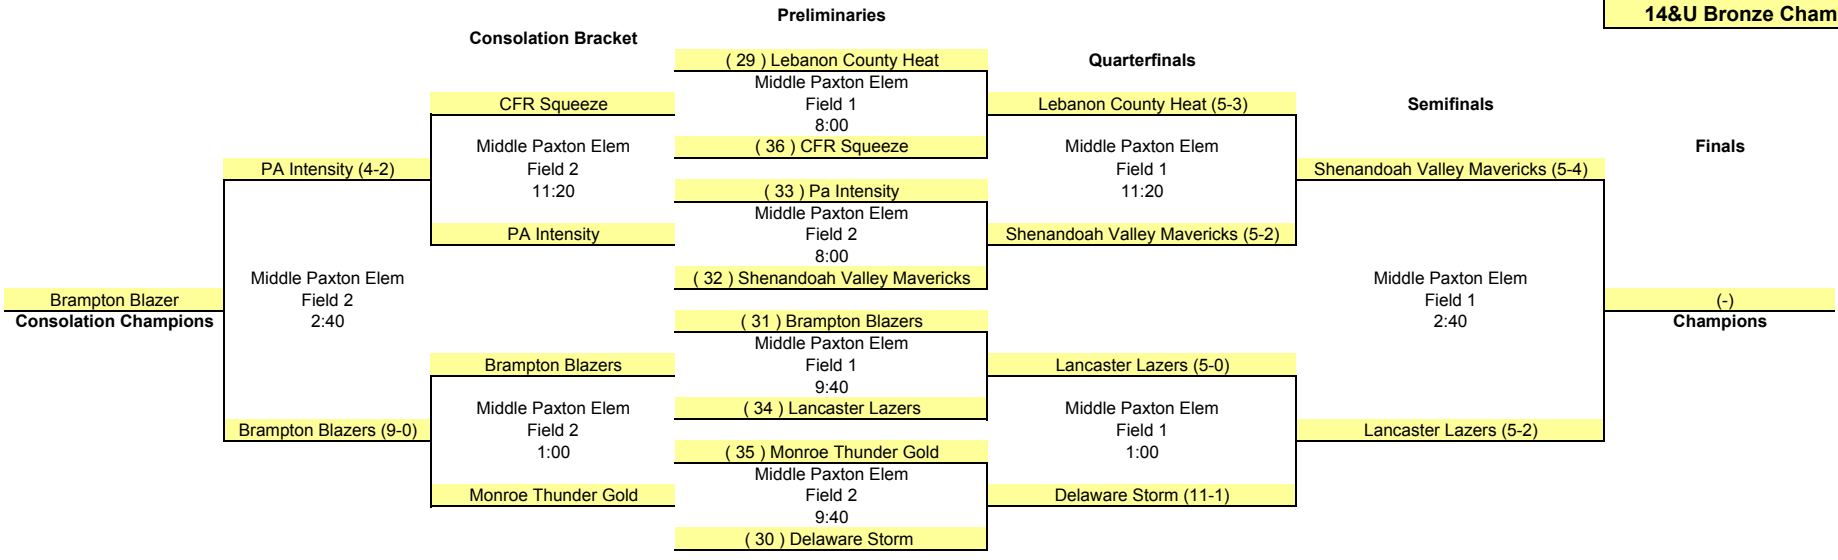 Preliminaries
14&U Bronze Cham
Consolation Bracket
( 29 ) Lebanon County Heat
Quarterfinals
Middle Paxton Elem
Field 1
8:00
CFR Squeeze
Lebanon County Heat (5-3)
Semifinals
Middle Paxton Elem
Field 2
11:20
( 36 ) CFR Squeeze
Middle Paxton Elem
Field 1
11:20
Finals
PA Intensity (4-2)
Shenandoah Valley Mavericks (5-4)
( 33 ) Pa Intensity
Middle Paxton Elem
Field 2
8:00
PA Intensity
Shenandoah Valley Mavericks (5-2)
( 32 ) Shenandoah Valley Mavericks
Middle Paxton Elem
Field 2
2:40
Middle Paxton Elem
Field 1
2:40
Brampton Blazer
Consolation Champions
(-)
Champions
( 31 ) Brampton Blazers
Middle Paxton Elem
Field 1
9:40
Brampton Blazers
Lancaster Lazers (5-0)
( 34 ) Lancaster Lazers
Middle Paxton Elem
Field 2
1:00
Middle Paxton Elem
Field 1
1:00
Brampton Blazers (9-0)
Lancaster Lazers (5-2)
( 35 ) Monroe Thunder Gold
Middle Paxton Elem
Field 2
9:40
Monroe Thunder Gold
Delaware Storm (11-1)
( 30 ) Delaware Storm